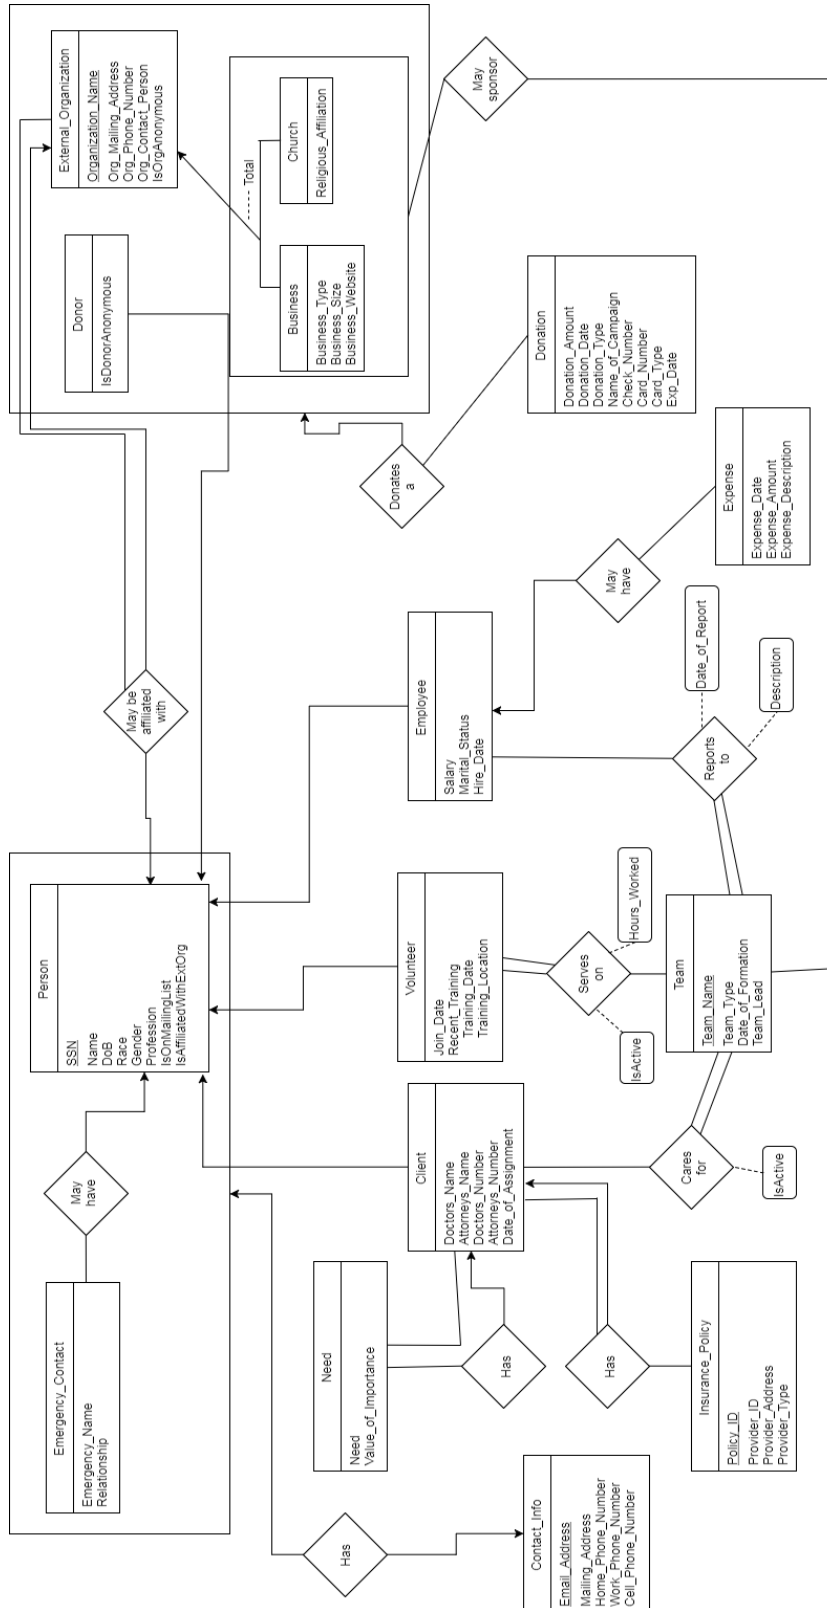 Emergency_Contact
Emergency_Name
Relationship
May
have
Person
SSN
Name
DoB
Race
Gender
Profession
IsOnMailingList
IsAffiliatedWithExtOrg
May be
affiliated
with
Donor
IsDonorAnonymous
External_Organization
Organization_Name
Org_Mailing_Address
Org_Phone_Number
Org_Contact_Person
IsOrgAnonymous
Total
Business
Business_Type
Business_Size
Business_Website
Church
Religious_Affiliation
May
sponsor
Donates
a
Donation
Donation_Amount
Donation_Date
Donation_Type
Name_of_Campaign
Check_Number
Card_Number
Card_Type
Exp_Date
Has
Contact_Info
Email_Address
Mailing_Address
Home_Phone_Number
Work_Phone_Number
Cell_Phone_Number
Need
Need
Value_of_Importance
Has
Client
Doctors_Name
Attorneys_Name
Doctors_Number
Attorneys_Number
Date_of_Assignment
Has
Insurance_Policy
Policy_ID
Provider_ID
Provider_Address
Provider_Type
Volunteer
Join_Date
Recent_Training
Training_Date
Training_Location
Employee
Salary
Marital_Status
Hire_Date
May
have
Expense
Expense_Date
Expense_Amount
Expense_Description
Cares
for
IsActive
Serves
on
IsActive
Hours_Worked
Team
Team_Name
Team_Type
Date_of_Formation
Team_Lead
Reports
to
Date_of_Report
Description